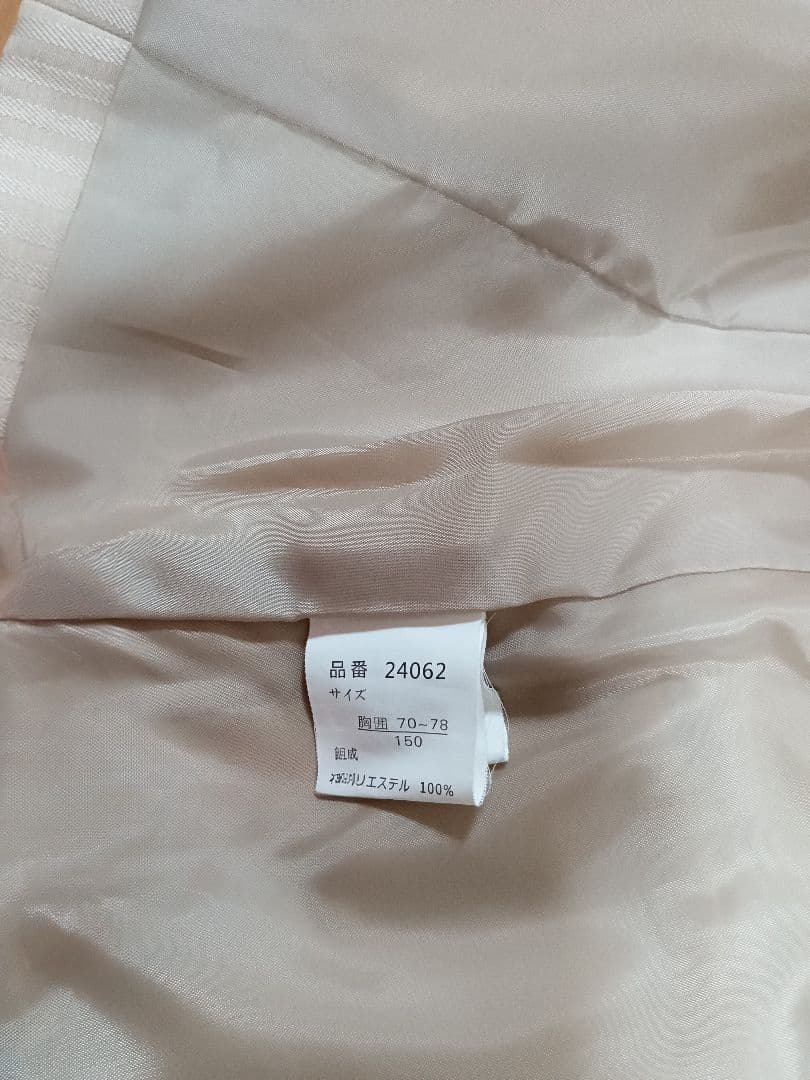 品番 24062
サイズ
胸囲 70~78
150
組成
リエステル 100%